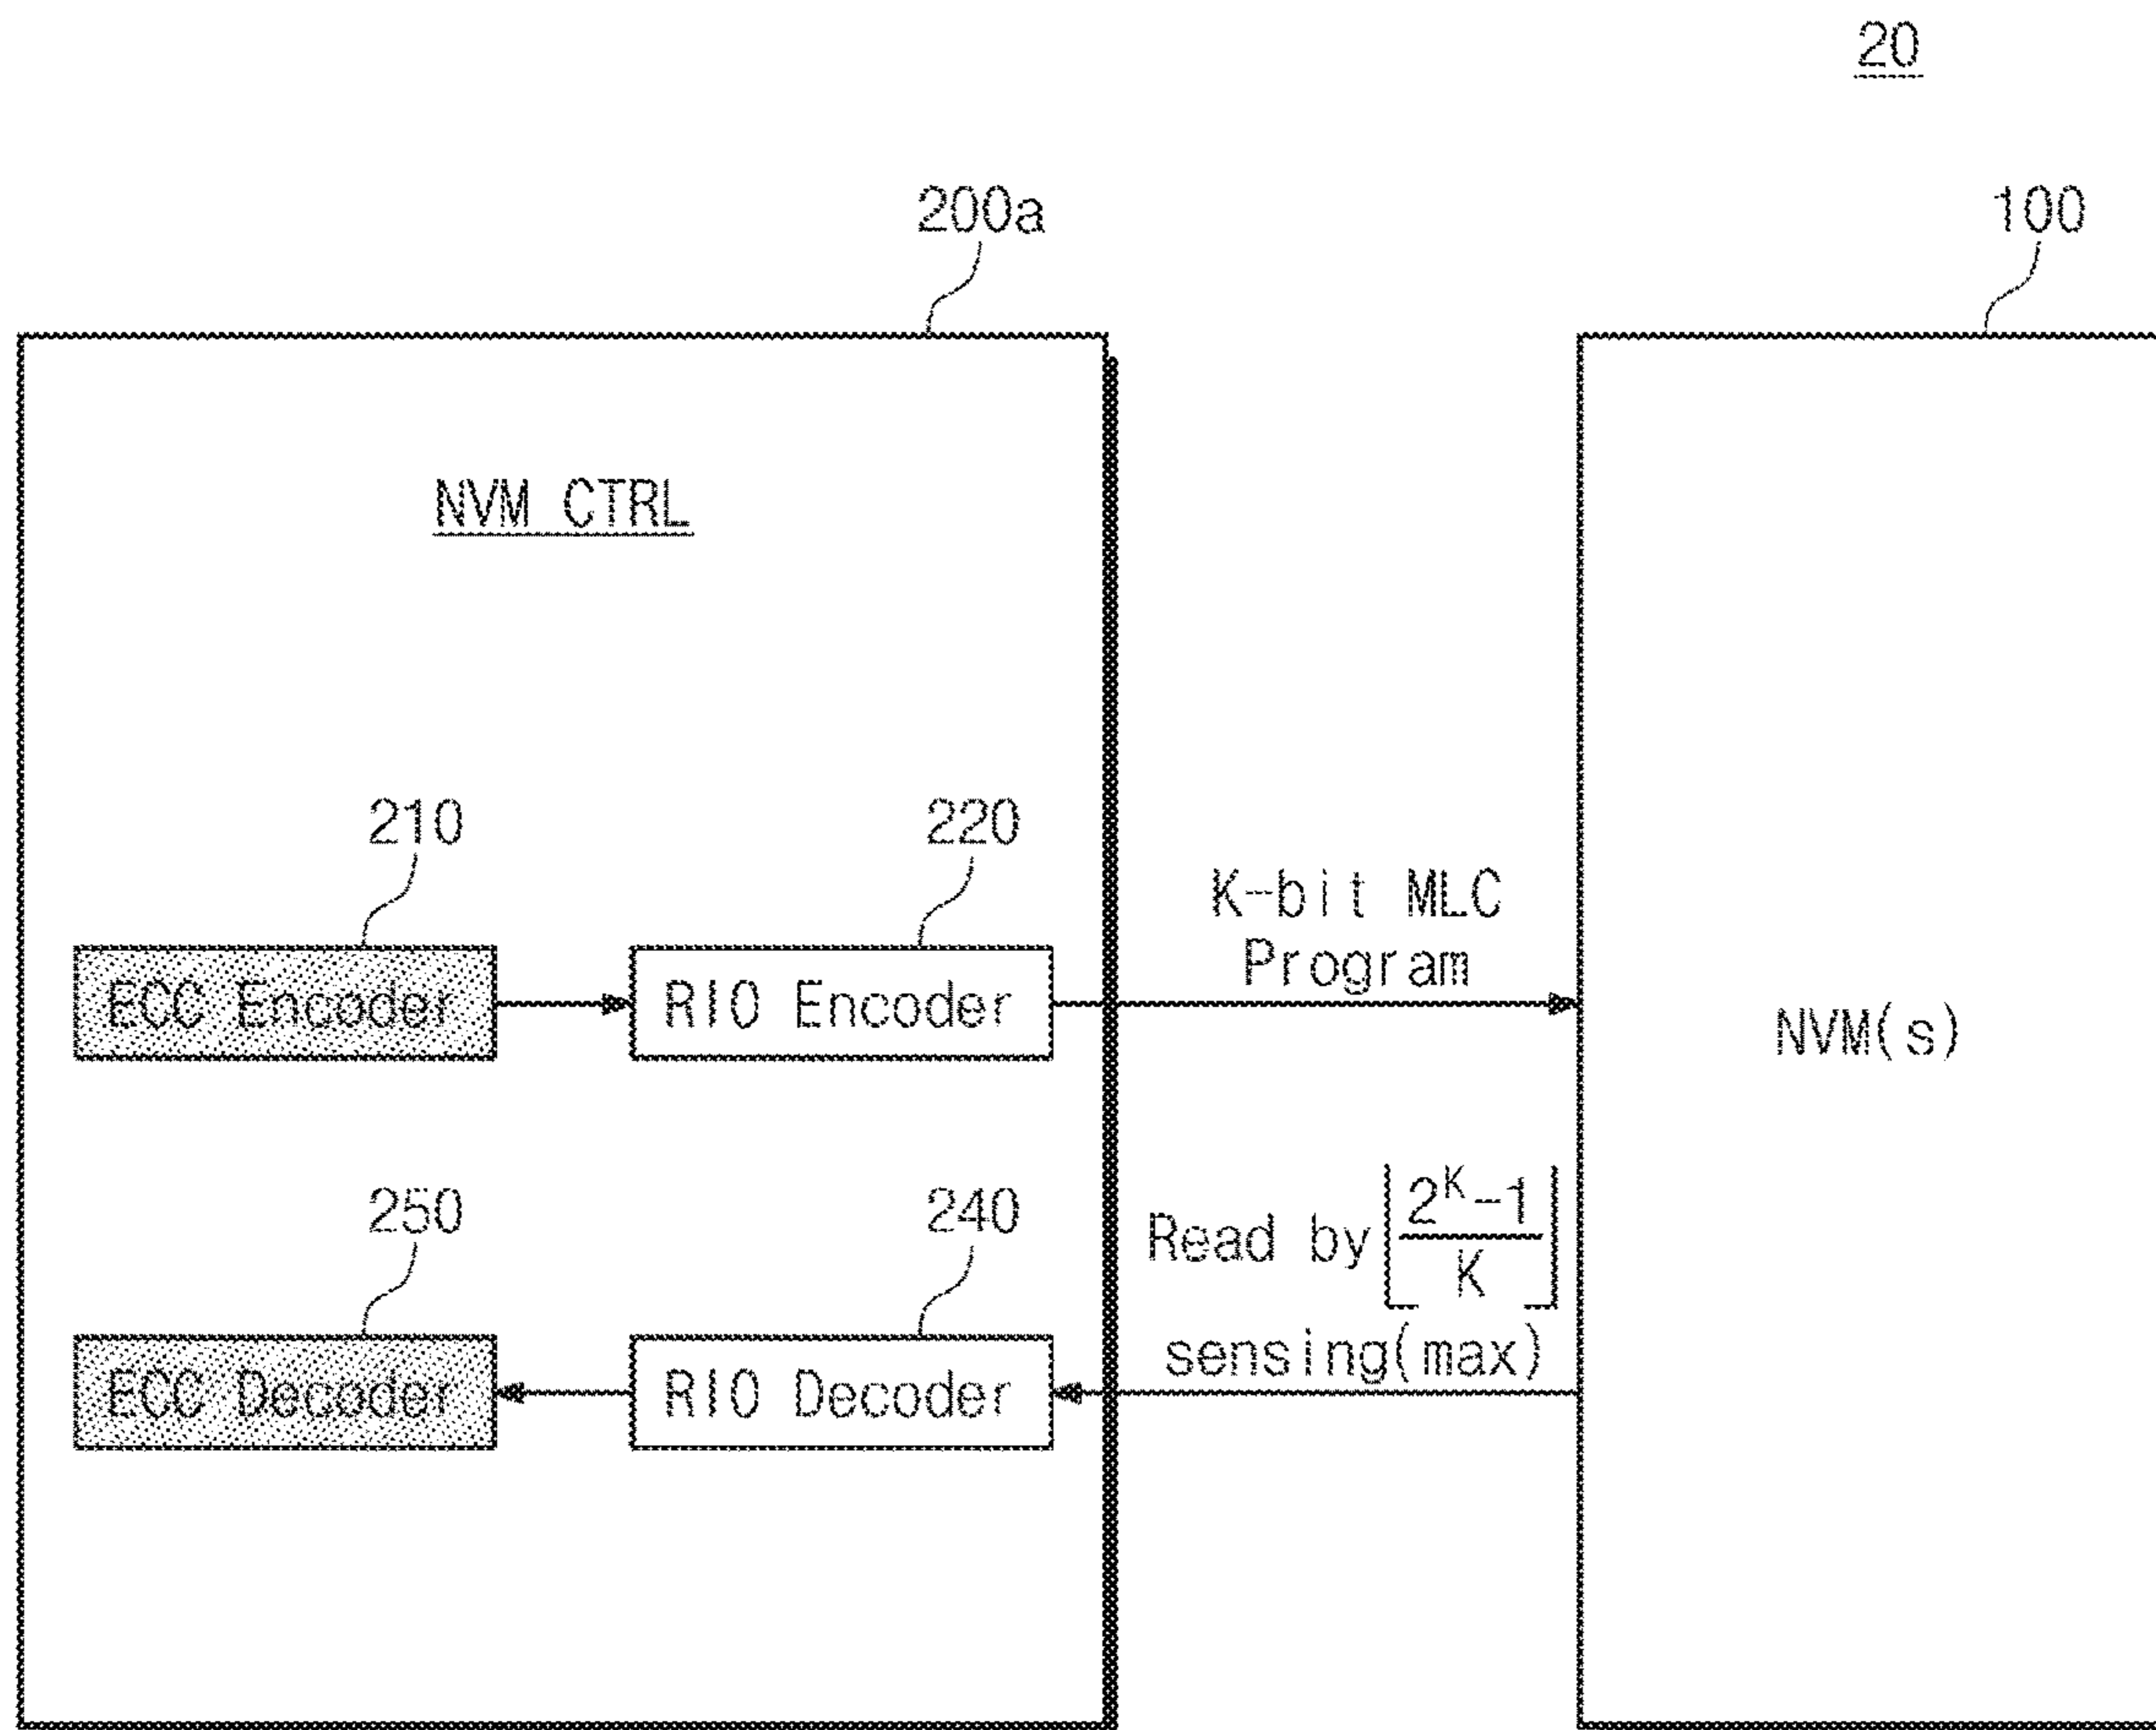 20
200a
100
NVM CTRL
210
220
ECC Encoder
RIO Encoder
K-bit MLC
Program
NVM(s)
250
240
Read by ⌊(2^K-1)/K⌋
sensing(max)
ECC Decoder
RIO Decoder